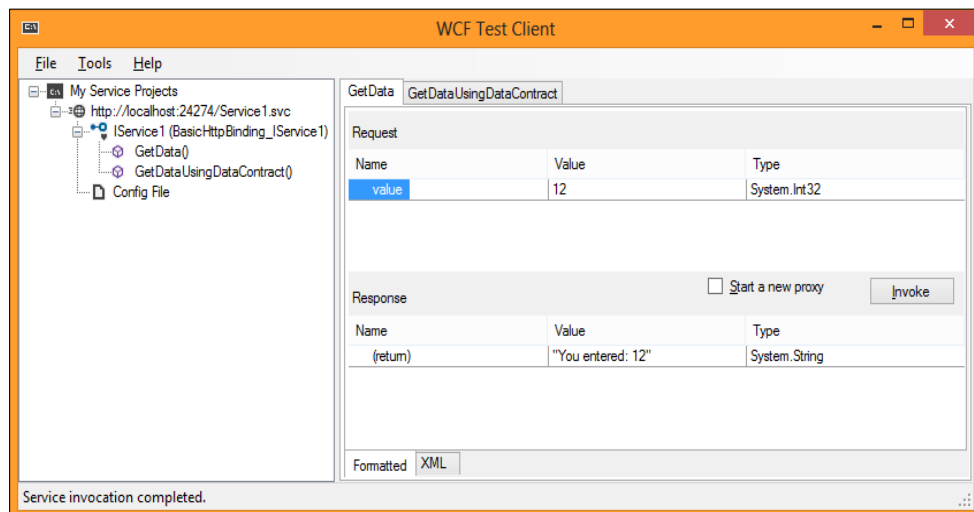 WCF Test Client
File Tools Help
My Service Projects
http://localhost:24274/Service1.svc
IService1 (BasicHttpBinding_IService1)
GetData()
GetDataUsingDataContract()
Config File
GetData GetDataUsingDataContract
Request
Name Value Type
value 12 System.Int32
Response Start a new proxy Invoke
Name Value Type
(return) "You entered: 12" System.String
Formatted XML
Service invocation completed.